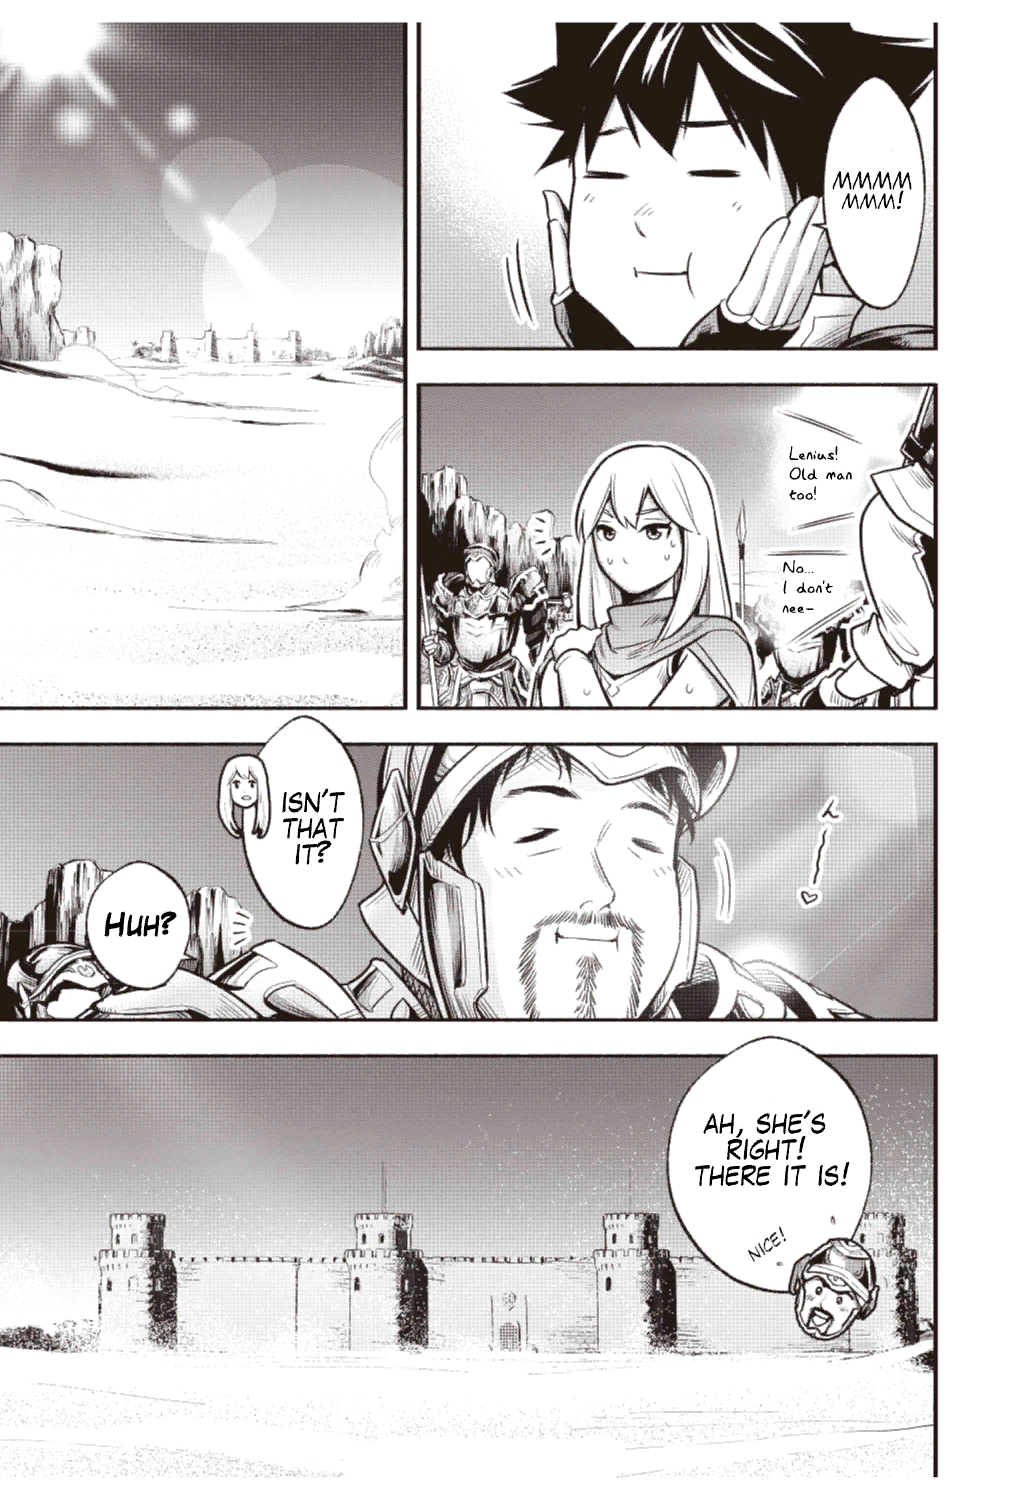 MMMM
MMM!
Lenius!
Old man
too!
No...
I don't
nee-
ISN'T
THAT
IT?
HUH?
AH, SHE'S
RIGHT!
THERE IT IS!
NICE!